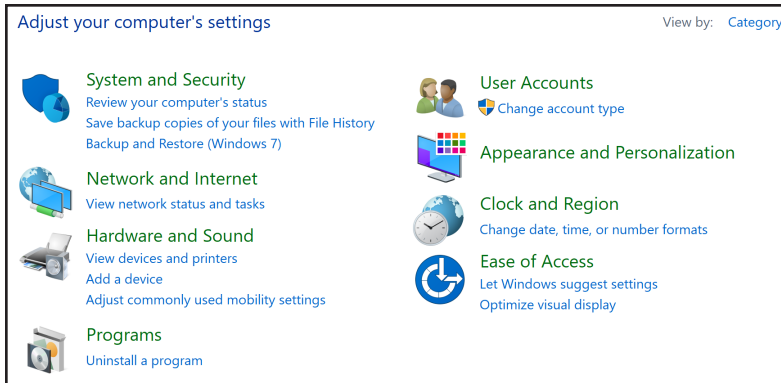 Adjust your computer's settings
View by: Category
System and Security
Review your computer's status
Save backup copies of your files with File History
Backup and Restore (Windows 7)
Network and Internet
View network status and tasks
Hardware and Sound
View devices and printers
Add a device
Adjust commonly used mobility settings
Programs
Uninstall a program
User Accounts
Change account type
Appearance and Personalization
Clock and Region
Change date, time, or number formats
Ease of Access
Let Windows suggest settings
Optimize visual display